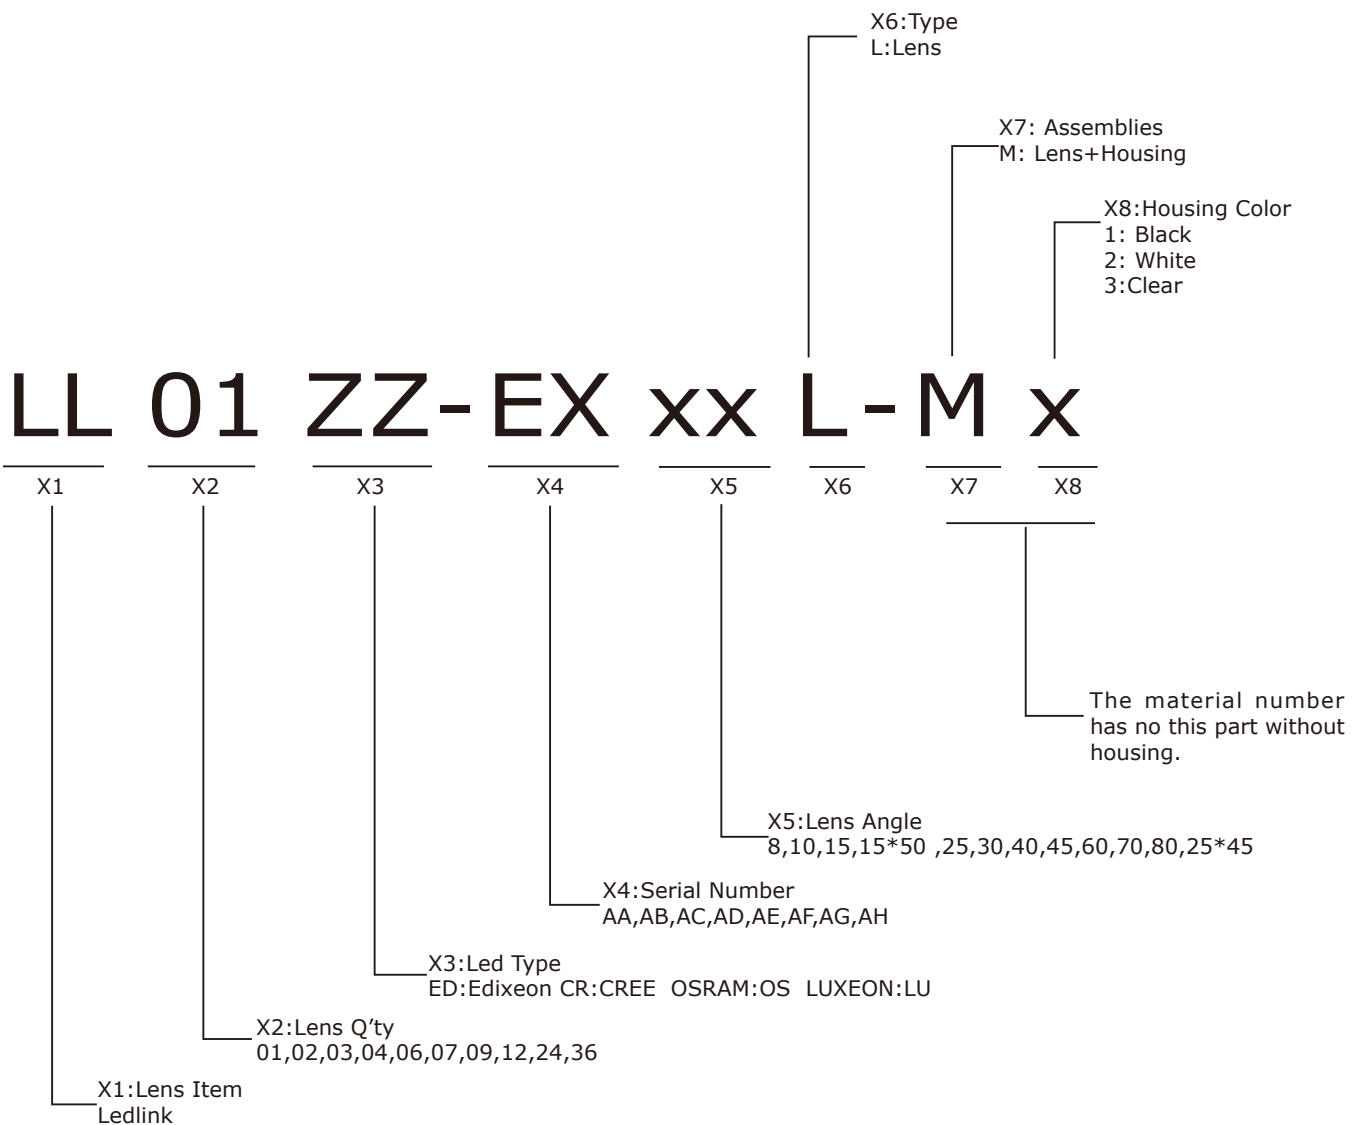 X6:Type
L:Lens
X7: Assemblies
M: Lens+Housing
X8:Housing Color
1: Black
2: White
3:Clear
LL 01 ZZ-EX xx L-M x
X1 X2 X3 X4 X5 X6 X7 X8
The material number
has no this part without
housing.
X5:Lens Angle
8,10,15,15*50 ,25,30,40,45,60,70,80,25*45
X4:Serial Number
AA,AB,AC,AD,AE,AF,AG,AH
X3:Led Type
ED:Edixeon CR:CREE OSRAM:OS LUXEON:LU
X2:Lens Q’ty
01,02,03,04,06,07,09,12,24,36
X1:Lens Item
Ledlink